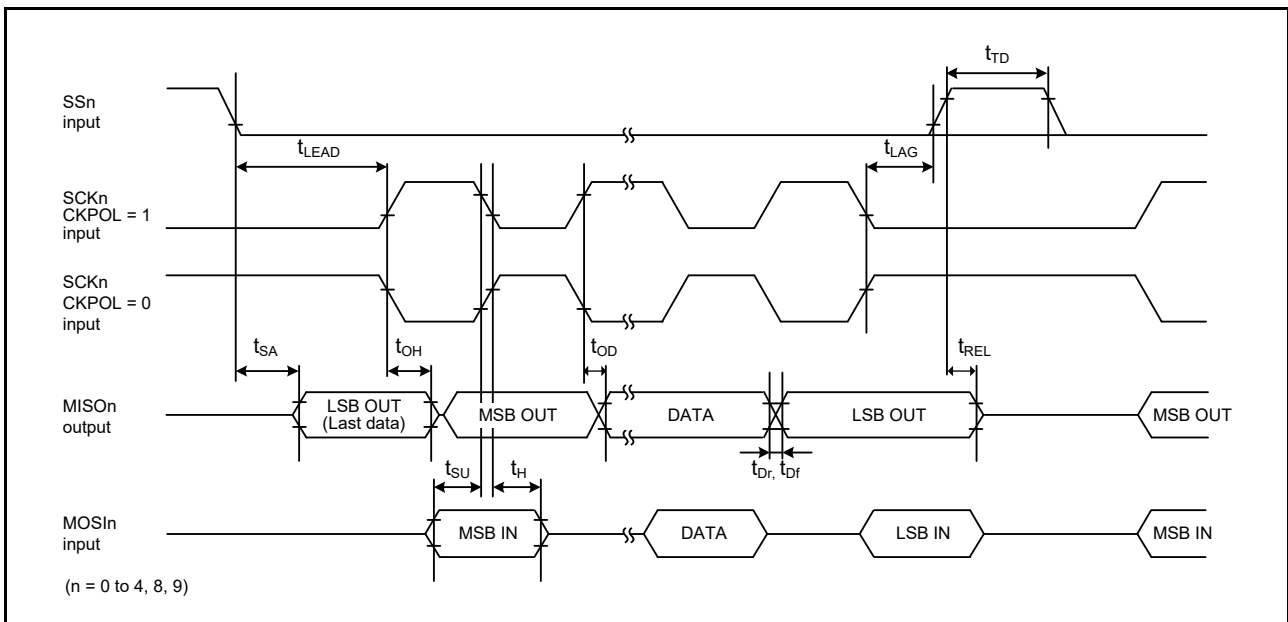 tTD
SSn
input
tLEAD
tLAG
SCKn
CKPOL = 1
input
SCKn
CKPOL = 0
input
tSA
tOH
tOD
tREL
MISOn
output
LSB OUT
(Last data)
MSB OUT
DATA
LSB OUT
MSB OUT
tSU
tH
tDr, tDf
MOSIn
input
MSB IN
DATA
LSB IN
MSB IN
(n = 0 to 4, 8, 9)